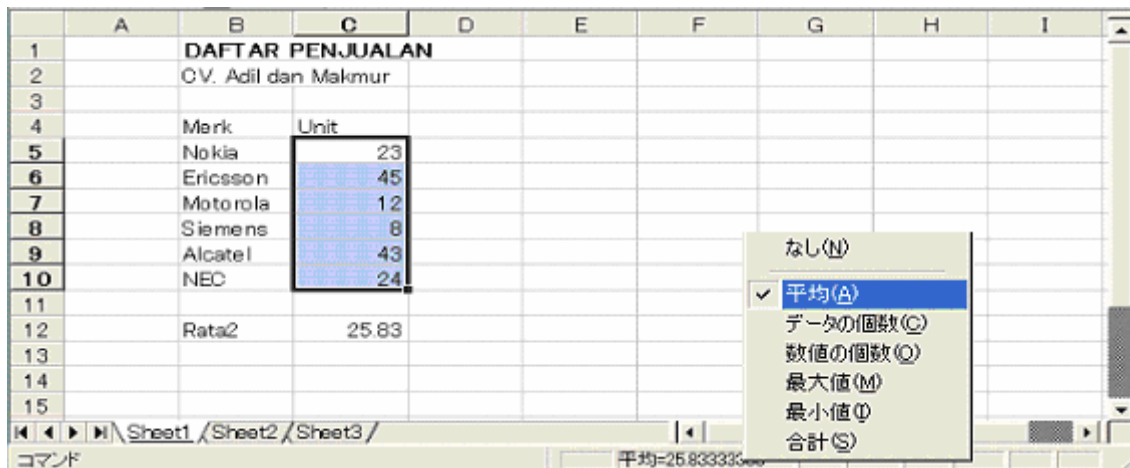 A B C D E F G H I
1 DAFTAR PENJUALAN
2 CV. Adil dan Makmur
3
4 Merk Unit
5 Nokia 23
6 Ericsson 45
7 Motorola 12
8 Siemens 8
9 Alcatel 43
10 NEC 24
11
12 Rata2 25.83
13
14
15
なし(N)
平均(A)
データの個数(C)
数値の個数(O)
最大値(M)
最小値(I)
合計(S)
Sheet1 Sheet2 Sheet3
コマンド